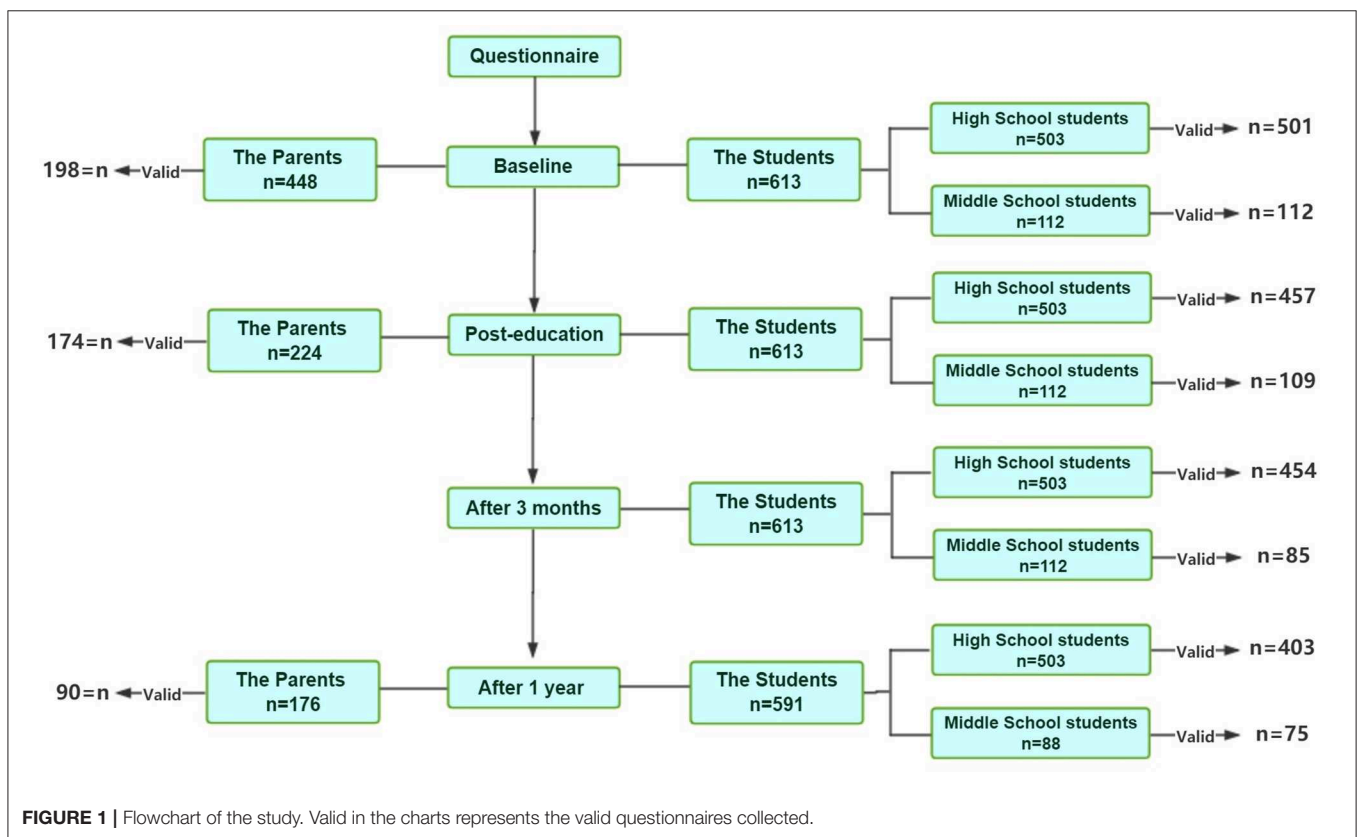 Questionnaire
198=n
Valid
The Parents
n=448
Baseline
The Students
n=613
High School students
n=503
Valid
n=501
Middle School students
n=112
Valid
n=112
174=n
Valid
The Parents
n=224
Post-education
The Students
n=613
High School students
n=503
Valid
n=457
Middle School students
n=112
Valid
n=109
After 3 months
The Students
n=613
High School students
n=503
Valid
n=454
Middle School students
n=112
Valid
n=85
90=n
Valid
The Parents
n=176
After 1 year
The Students
n=591
High School students
n=503
Valid
n=403
Middle School students
n=88
Valid
n=75
FIGURE 1 | Flowchart of the study. Valid in the charts represents the valid questionnaires collected.